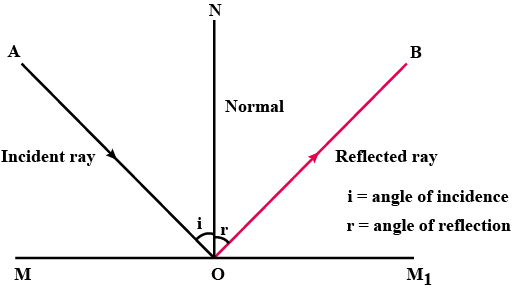 N
A
B
Normal
Incident ray
Reflected ray
i = angle of incidence
i
r
r = angle of reflection
M
O
M1